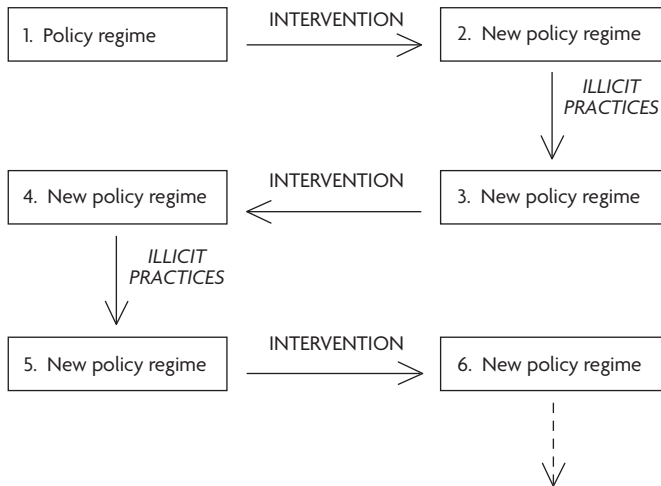 INTERVENTION
1. Policy regime
2. New policy regime
ILLICIT
PRACTICES
INTERVENTION
4. New policy regime
3. New policy regime
ILLICIT
PRACTICES
INTERVENTION
5. New policy regime
6. New policy regime